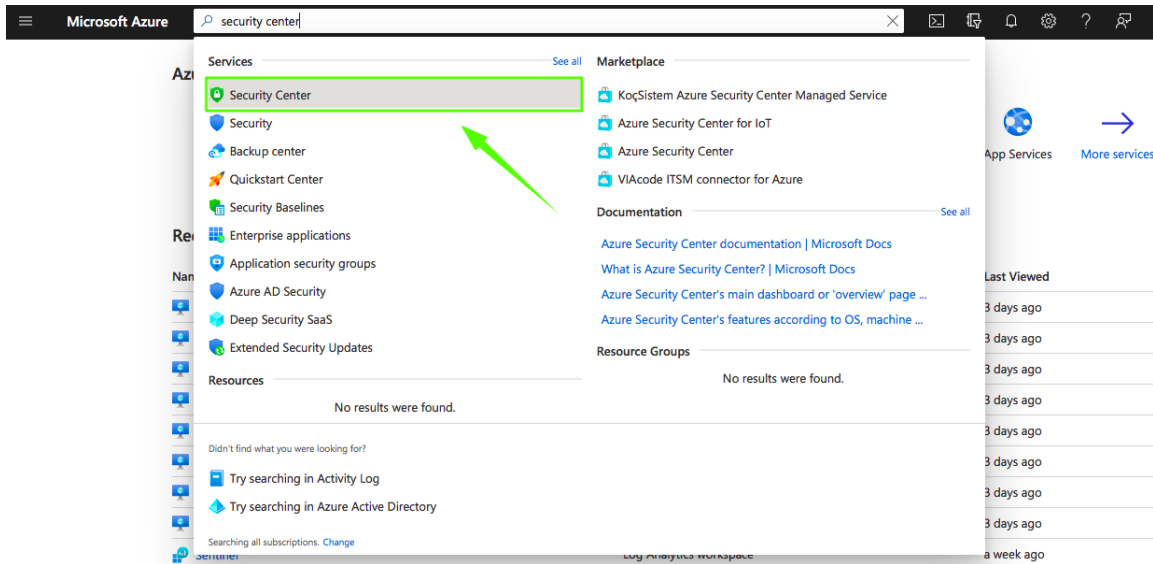 Microsoft Azure
security center
Services
See all
Security Center
Security
Backup center
Quickstart Center
Security Baselines
Enterprise applications
Application security groups
Azure AD Security
Deep Security SaaS
Extended Security Updates
Resources
No results were found.
Marketplace
KoçSistem Azure Security Center Managed Service
Azure Security Center for IoT
Azure Security Center
VIAcode ITSM connector for Azure
Documentation
See all
Azure Security Center documentation | Microsoft Docs
What is Azure Security Center? | Microsoft Docs
Azure Security Center's main dashboard or 'overview' page ...
Azure Security Center's features according to OS, machine ...
Resource Groups
No results were found.
Didn't find what you were looking for?
Try searching in Activity Log
Try searching in Azure Active Directory
Searching all subscriptions. Change
App Services
More services
Last Viewed
3 days ago
3 days ago
3 days ago
3 days ago
3 days ago
3 days ago
3 days ago
3 days ago
Sentinel
Log Analytics workspace
a week ago